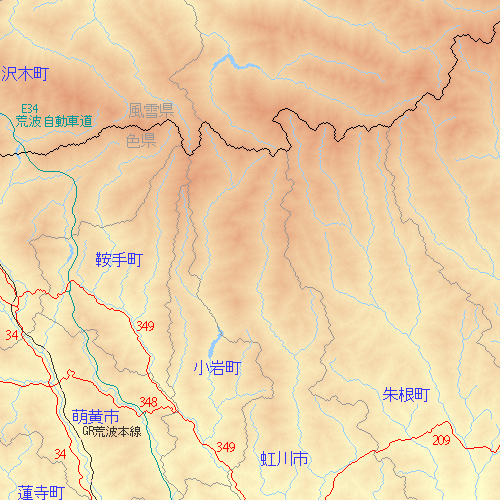 沢木町
E34
荒波自動車道
風雪県
色県
鞍手町
349
34
小岩町
朱根町
348
萌黄市
GR荒波本線
209
349
34
虹川市
蓮寺町